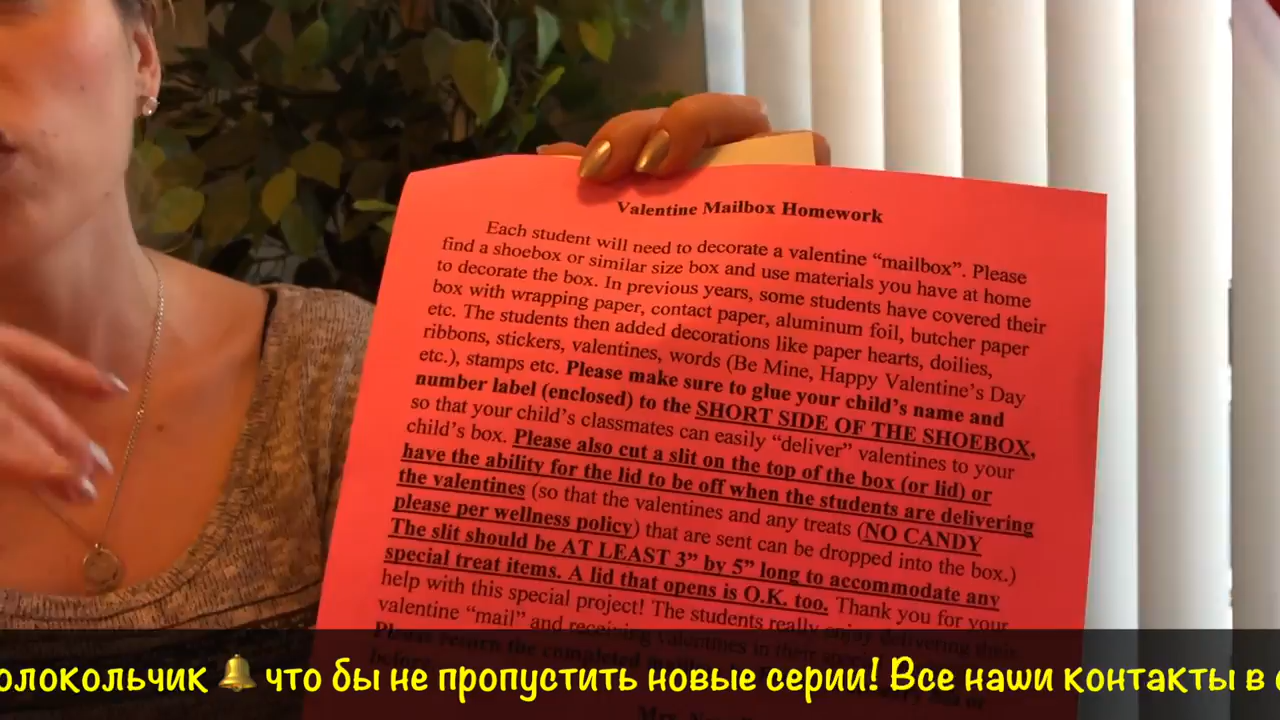 Valentine Mailbox Homework
Each student will need to decorate a valentine “mailbox”. Please
find a shoebox or similar size box and use materials you have at home
to decorate the box. In previous years, some students have covered their
box with wrapping paper, contact paper, aluminum foil, butcher paper
etc. The students then added decorations like paper hearts, doilies,
ribbons, stickers, valentines, words (Be Mine, Happy Valentine’s Day
etc.), stamps etc. Please make sure to glue your child’s name and
number label (enclosed) to the SHORT SIDE OF THE SHOEBOX,
so that your child’s classmates can easily “deliver” valentines to your
child’s box. Please also cut a slit on the top of the box (or lid) or
have the ability for the lid to be off when the students are delivering
the valentines (so that the valentines and any treats (NO CANDY
please per wellness policy) that are sent can be dropped into the box.)
The slit should be AT LEAST 3” by 5” long to accommodate any
special treat items. A lid that opens is O.K. too. Thank you for your
help with this special project! The students really enjoy delivering their
valentine “mail” and receiving valentines in their
Please return the completed
before
Mrs.
олокольчик 🔔 что бы не пропустить новые серии! Все наши контакты в